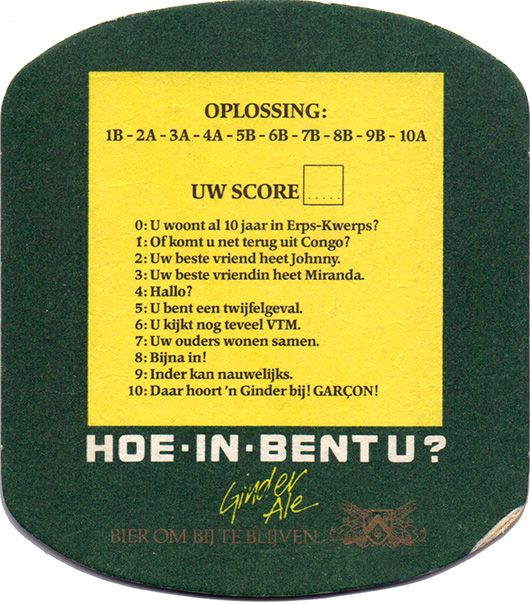 OPLOSSING:
1B - 2A - 3A - 4A - 5B - 6B - 7B - 8B - 9B - 10A
UW SCORE .....
0: U woont al 10 jaar in Erps-Kwerps?
1: Of komt u net terug uit Congo?
2: Uw beste vriend heet Johnny.
3: Uw beste vriendin heet Miranda.
4: Hallo?
5: U bent een twijfelgeval.
6: U kijkt nog teveel VTM.
7: Uw ouders wonen samen.
8: Bijna in!
9: Inder kan nauwelijks.
10: Daar hoort 'n Ginder bij! GARÇON!
HOE·IN·BENT U?
Ginder
Ale
BIER OM BIJ TE BLIJVEN.